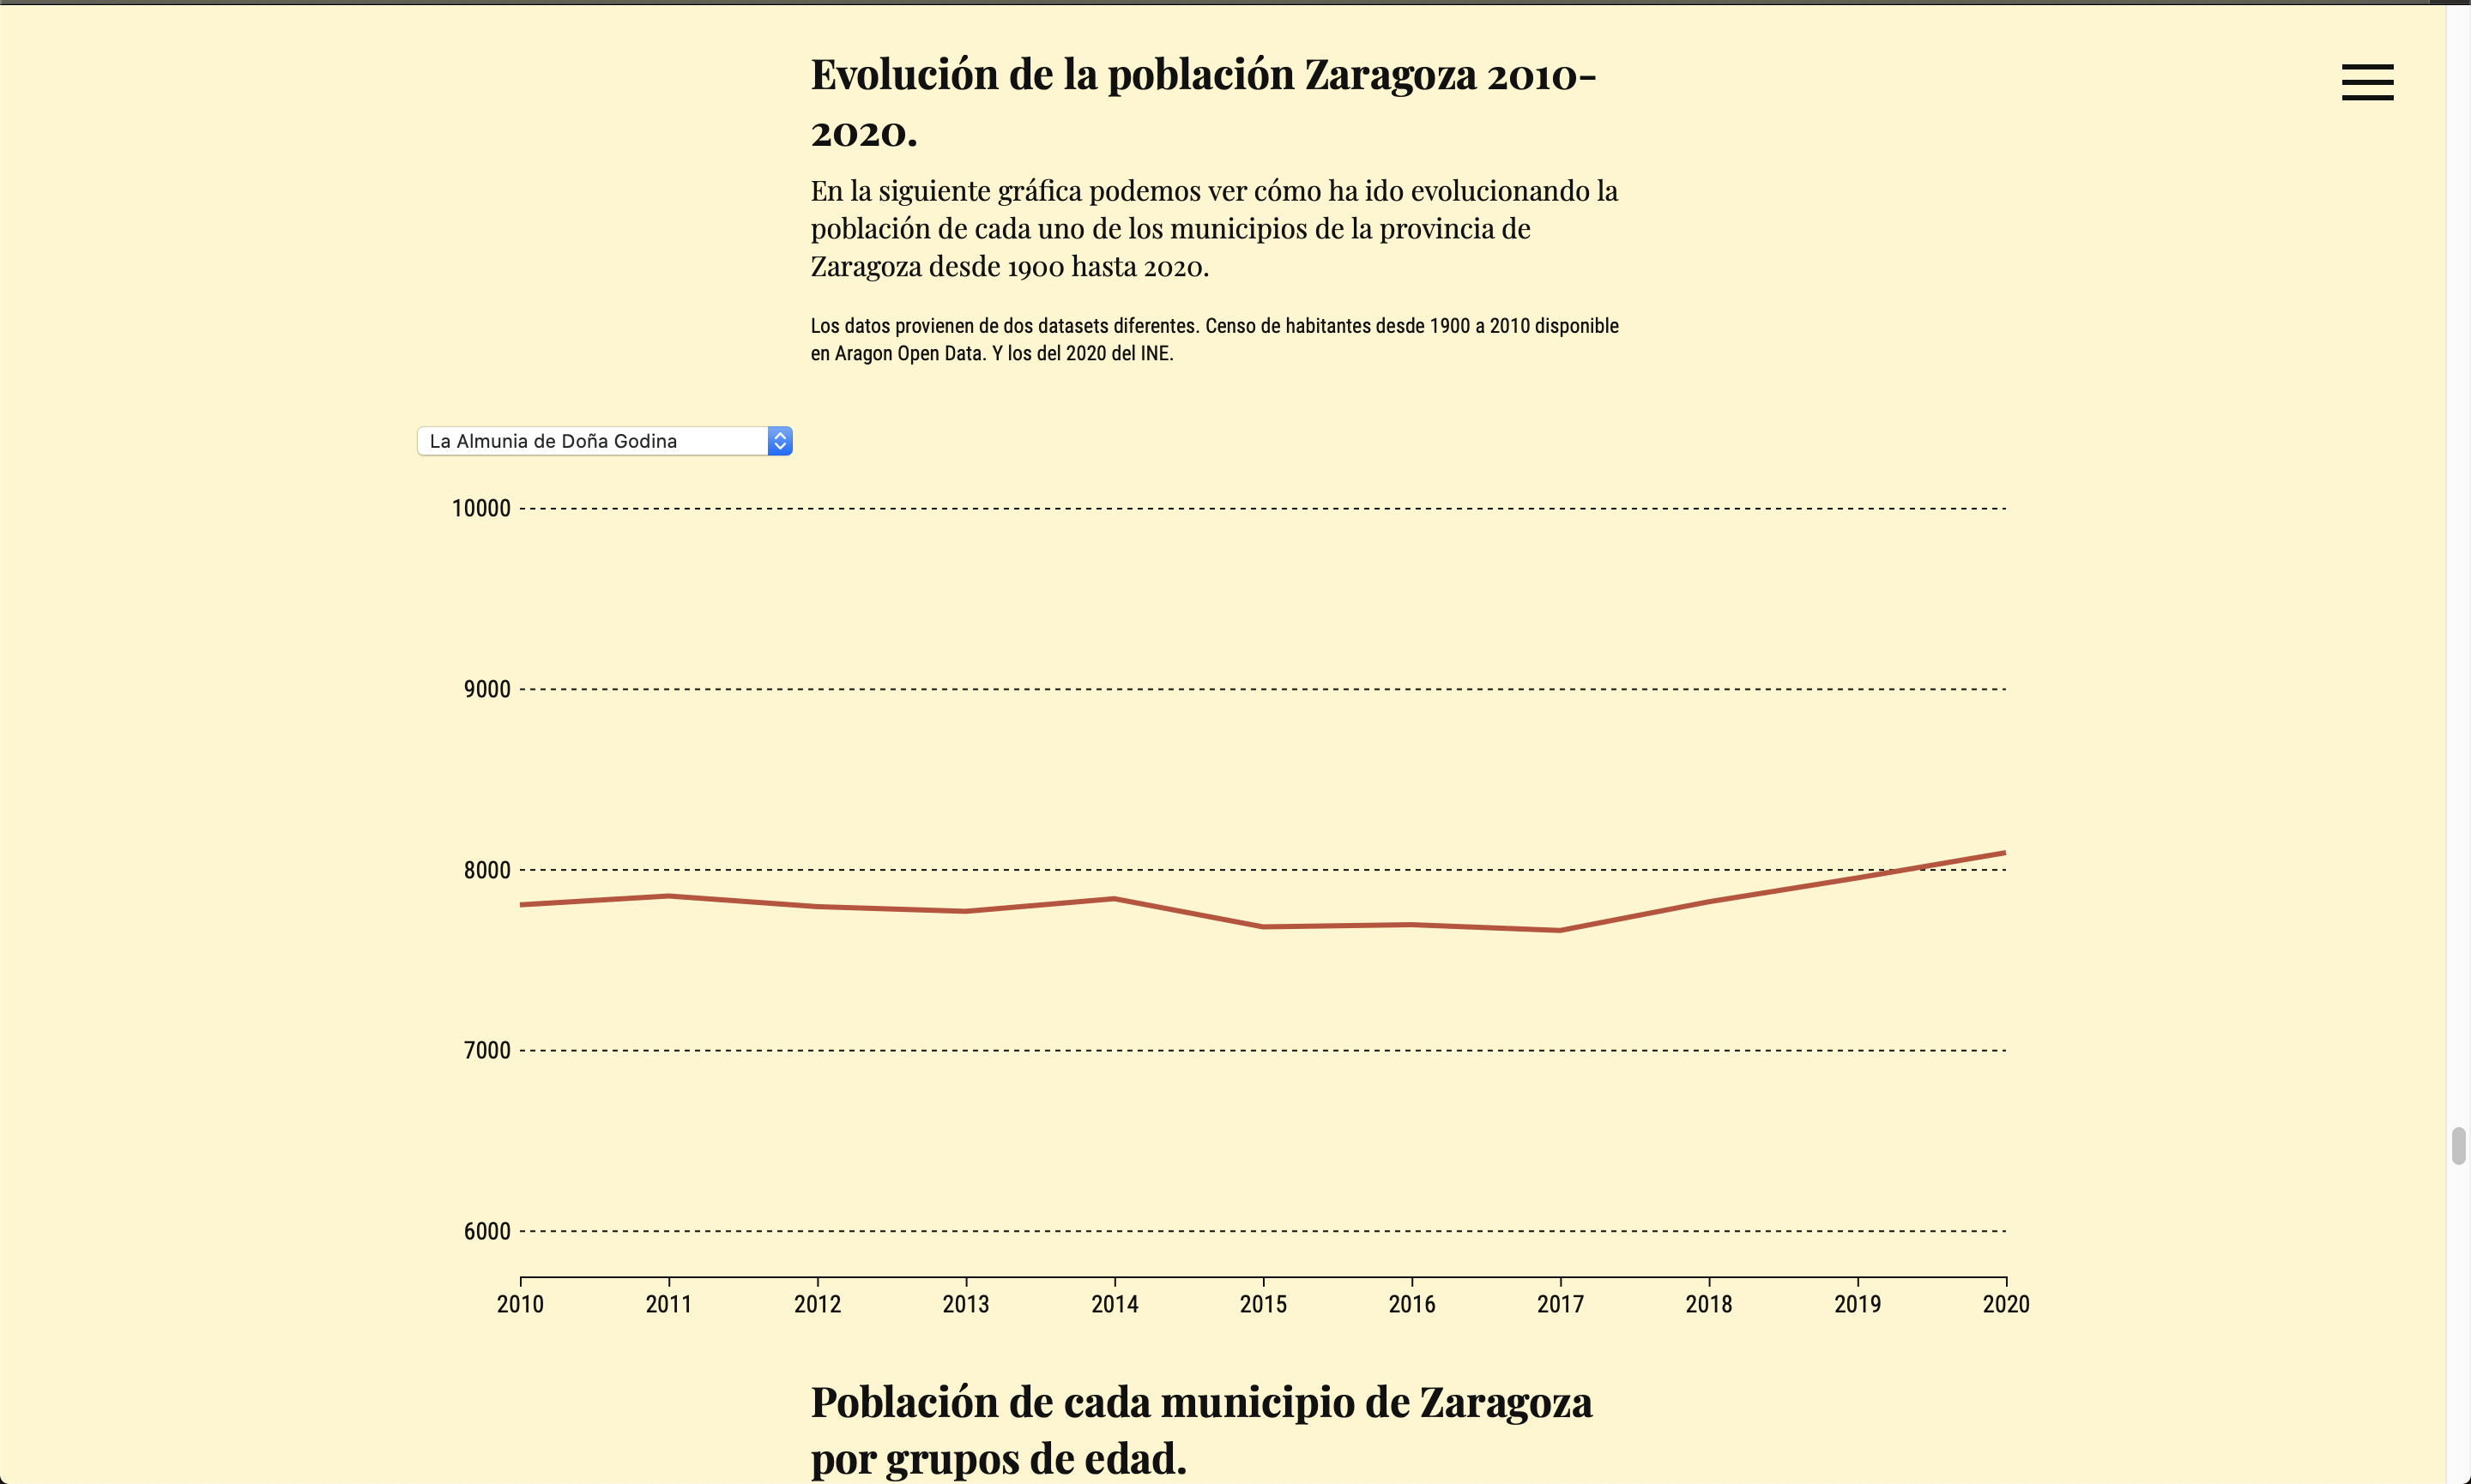 Evolución de la población Zaragoza 2010-
2020.
En la siguiente gráfica podemos ver cómo ha ido evolucionando la
población de cada uno de los municipios de la provincia de
Zaragoza desde 1900 hasta 2020.
Los datos provienen de dos datasets diferentes. Censo de habitantes desde 1900 a 2010 disponible
en Aragon Open Data. Y los del 2020 del INE.
La Almunia de Doña Godina
10000
9000
8000
7000
6000
2010 2011 2012 2013 2014 2015 2016 2017 2018 2019 2020
Población de cada municipio de Zaragoza
por grupos de edad.